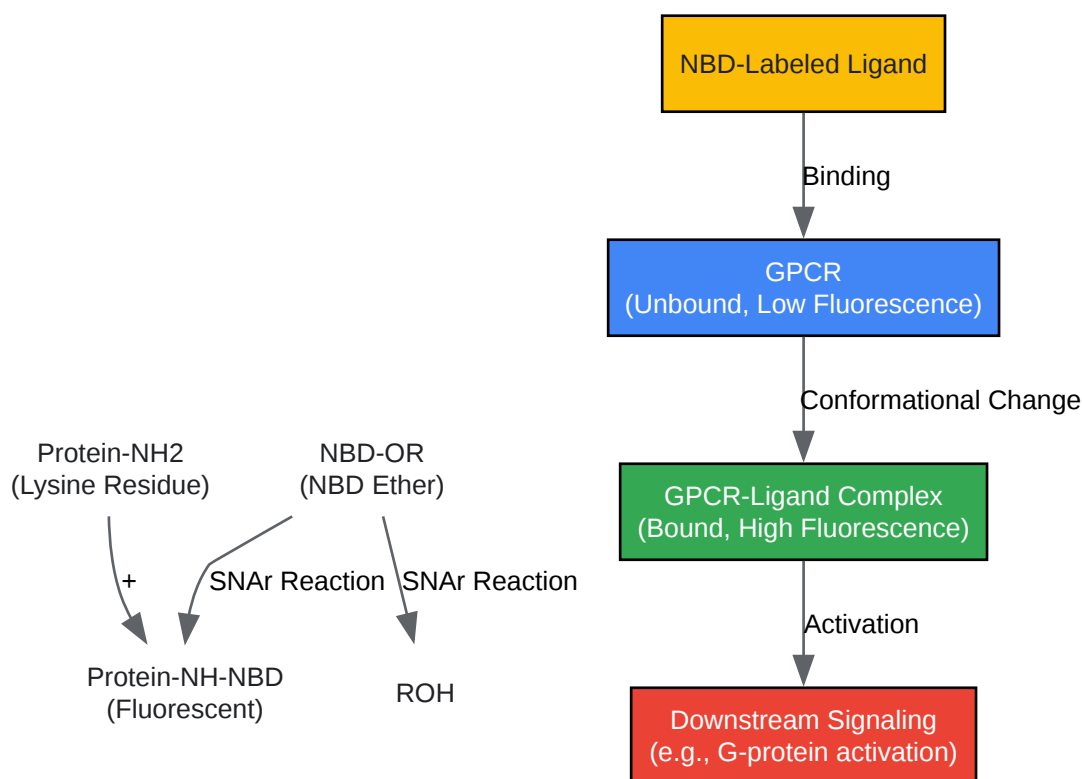 NBD-Labeled Ligand
Binding
GPCR
(Unbound, Low Fluorescence)
Conformational Change
GPCR-Ligand Complex
(Bound, High Fluorescence)
Activation
Downstream Signaling
(e.g., G-protein activation)
Protein-NH2
(Lysine Residue)
NBD-OR
(NBD Ether)
+
SNAr Reaction
SNAr Reaction
Protein-NH-NBD
(Fluorescent)
ROH